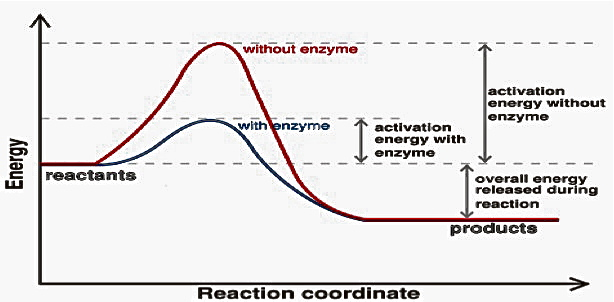 without enzyme
activation
energy without
enzyme
with enzyme
activation
energy with
enzyme
Energy
reactants
overall energy
released during
reaction
products
Reaction coordinate